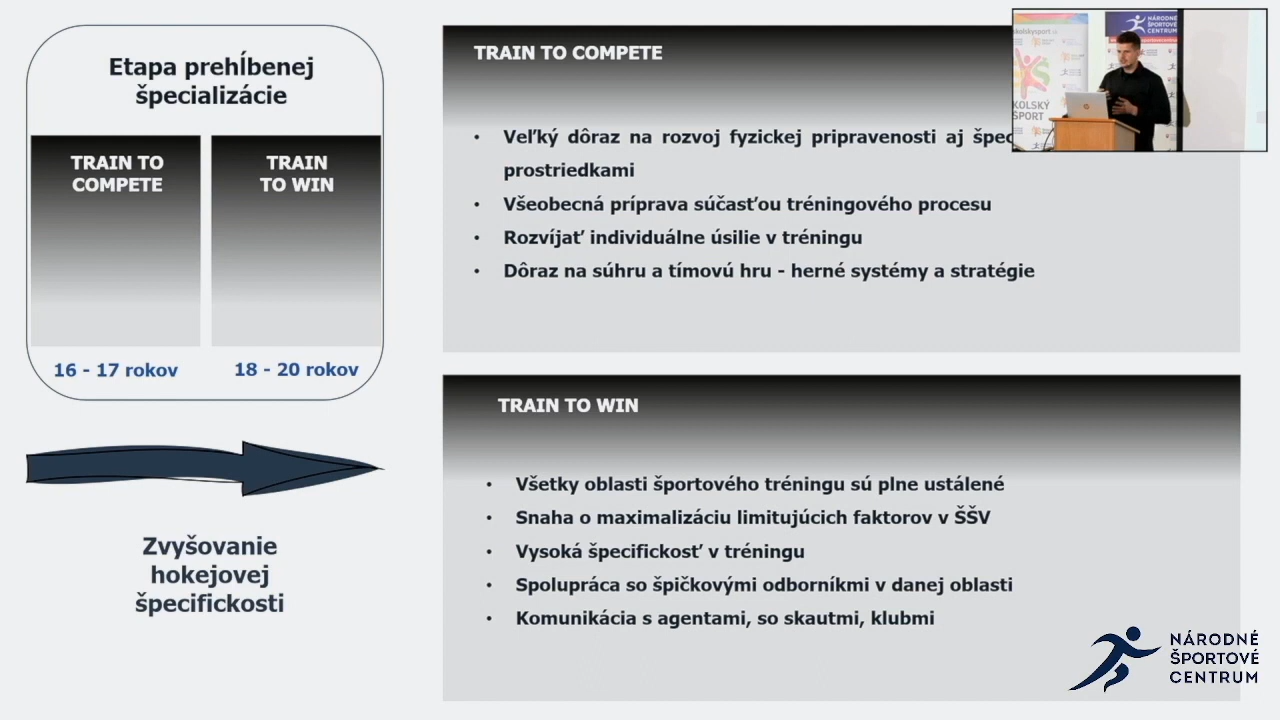 Etapa prehĺbenej
špecializácie
TRAIN TO
COMPETE
TRAIN
TO WIN
16 - 17 rokov
18 - 20 rokov
Zvyšovanie
hokejovej
špecifickosti
TRAIN TO COMPETE
• Veľký dôraz na rozvoj fyzickej pripravenosti aj
prostriedkami
• Všeobecná príprava súčasťou tréningového procesu
• Rozvíjať individuálne úsilie v tréningu
• Dôraz na súhru a tímovú hru - herné systémy a stratégie
TRAIN TO WIN
• Všetky oblasti športového tréningu sú plne ustálené
• Snaha o maximalizáciu limitujúcich faktorov v ŠŠV
• Vysoká špecifickosť v tréningu
• Spolupráca so špičkovými odborníkmi v danej oblasti
• Komunikácia s agentami, so skautmi, klubmi
NÁRODNÉ
ŠPORTOVÉ
CENTRUM
NÁRODNÉ
ŠPORTOVÉ
CENTRUM